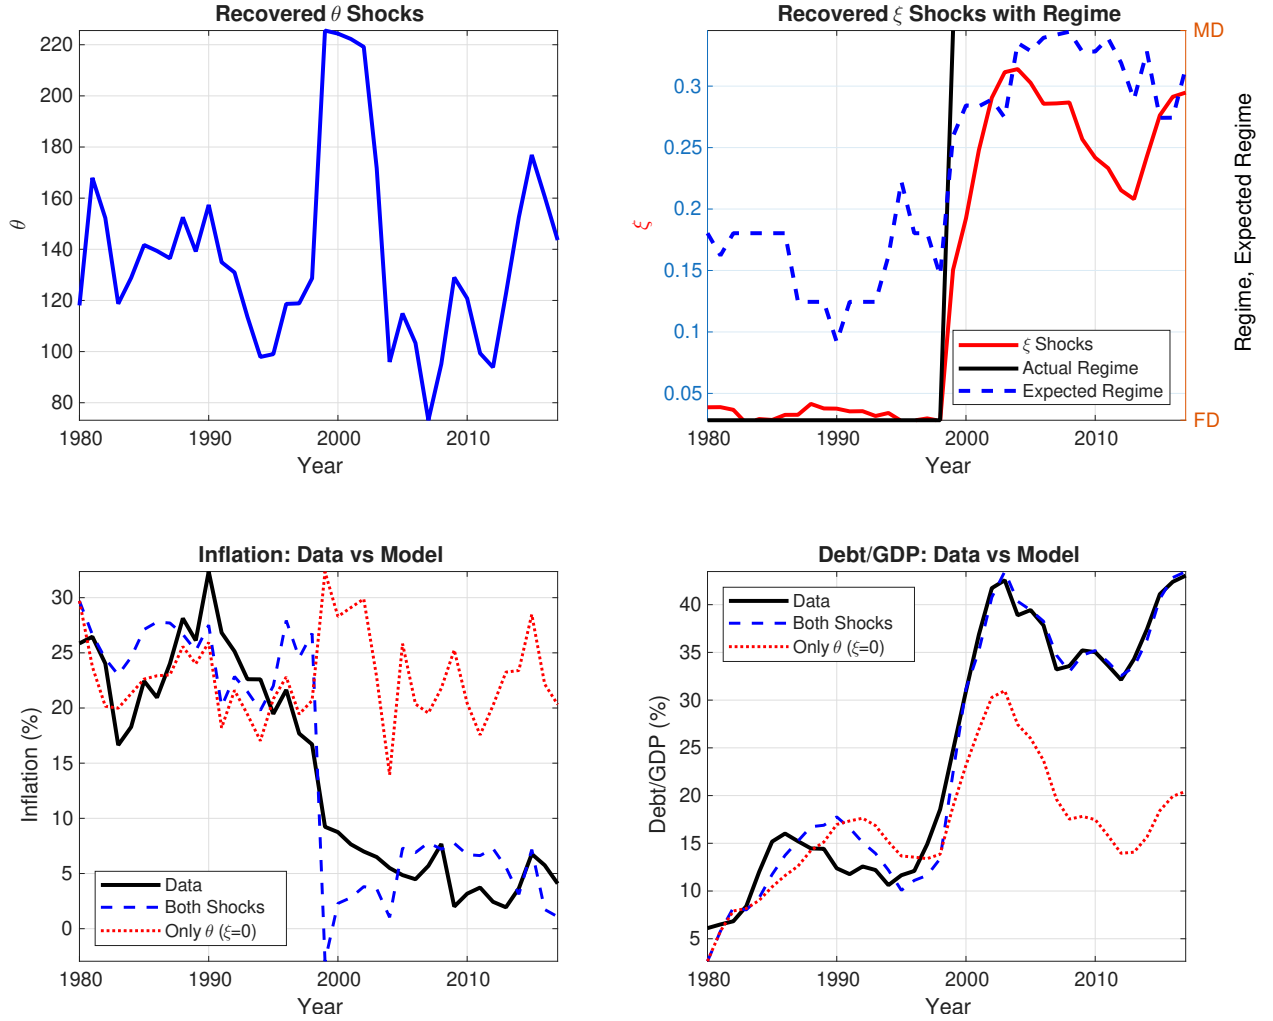 Recovered θ Shocks
220
200
180
160
140
120
100
80
θ
1980
1990
2000
2010
Year
Recovered ξ Shocks with Regime
0.3
0.25
0.2
0.15
0.1
0.05
ξ
MD
FD
Regime, Expected Regime
ξ Shocks
Actual Regime
Expected Regime
1980
1990
2000
2010
Year
Inflation: Data vs Model
30
25
20
15
10
5
0
Inflation (%)
Data
Both Shocks
Only θ (ξ=0)
1980
1990
2000
2010
Year
Debt/GDP: Data vs Model
40
35
30
25
20
15
10
5
Debt/GDP (%)
Data
Both Shocks
Only θ (ξ=0)
1980
1990
2000
2010
Year